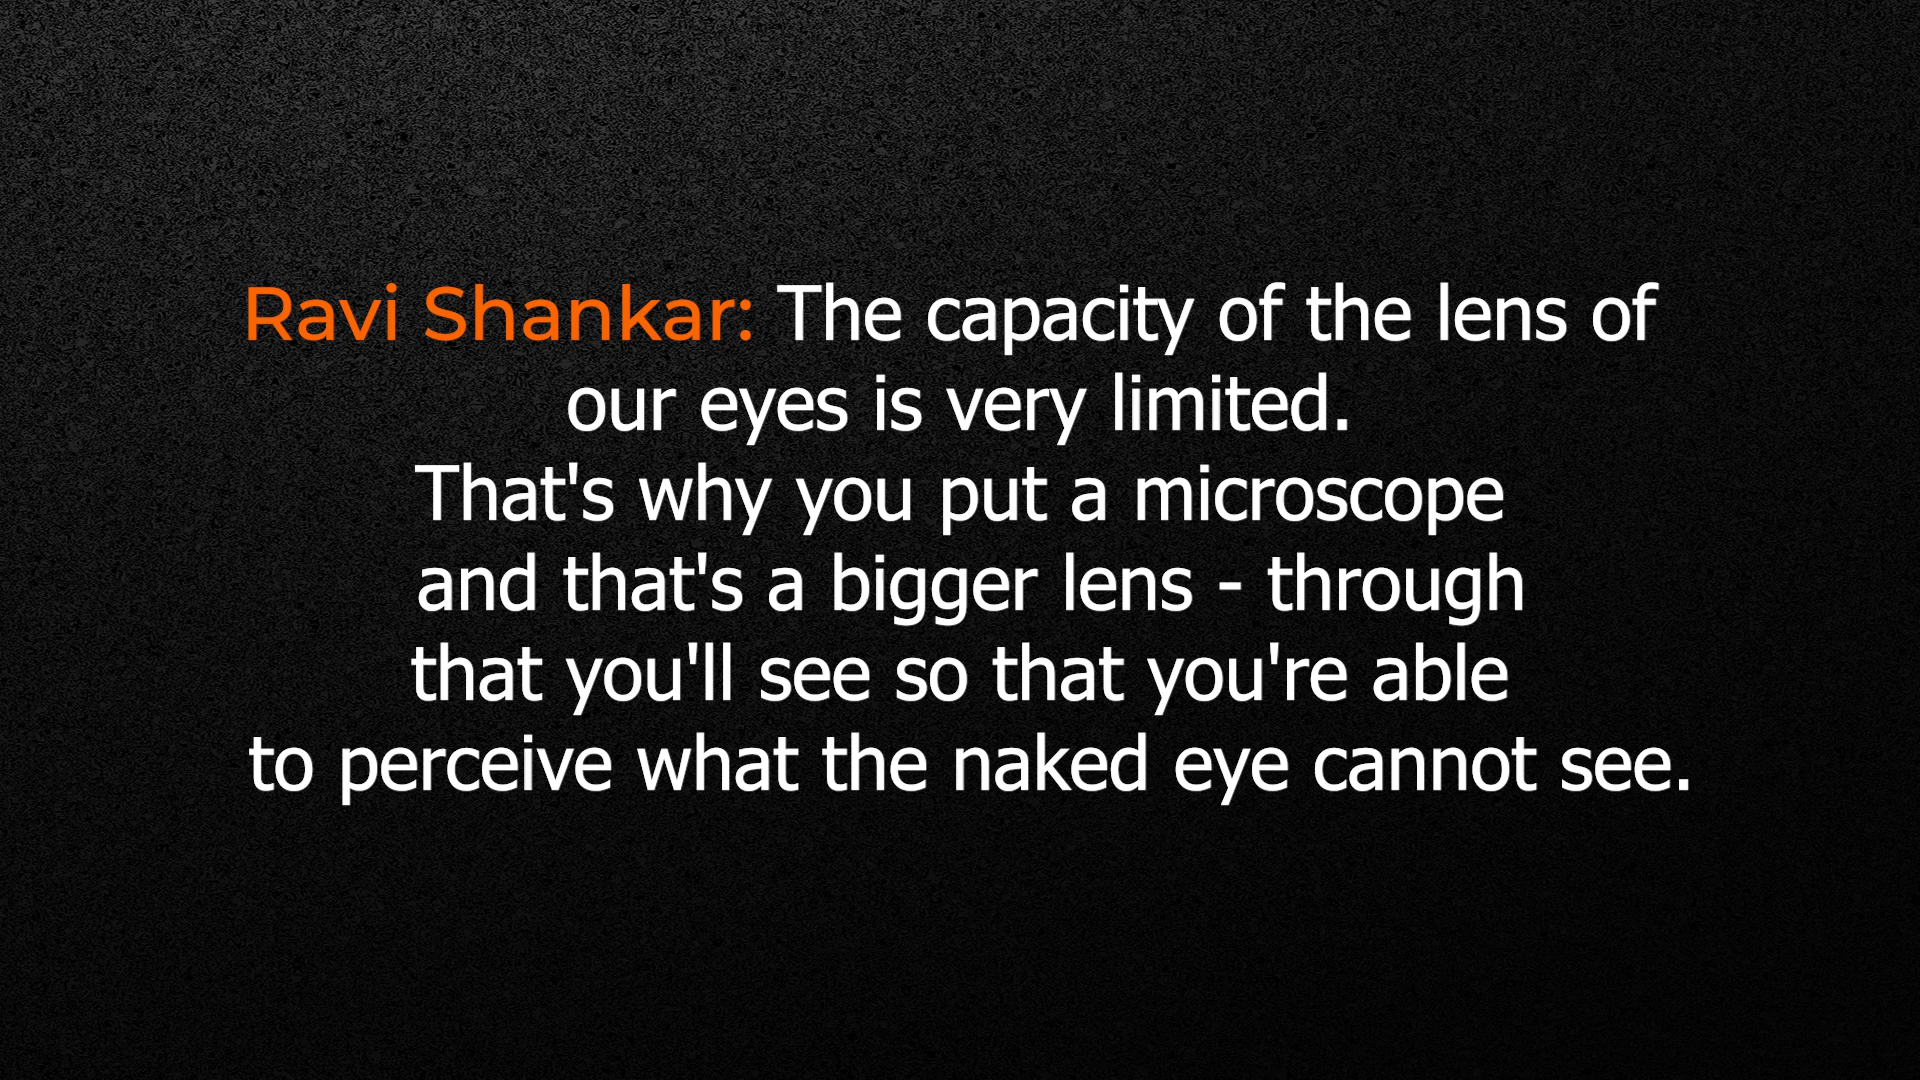 Ravi Shankar: The capacity of the lens of
our eyes is very limited.
That's why you put a microscope
and that's a bigger lens - through
that you'll see so that you're able
to perceive what the naked eye cannot see.